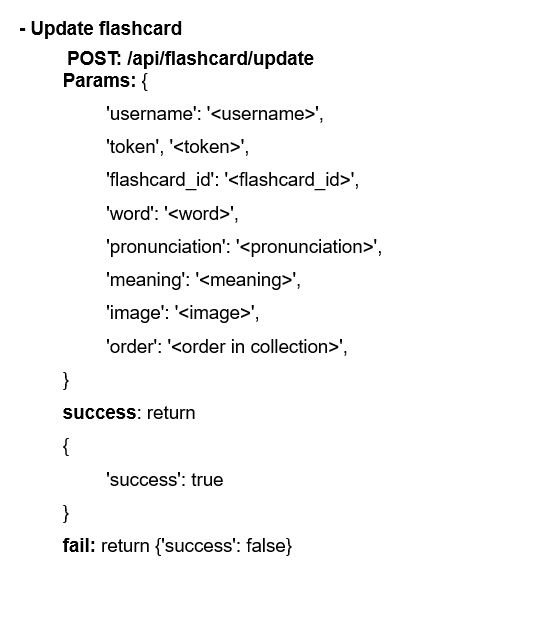 - Update flashcard
POST: /api/flashcard/update
Params: {
'username': '<username>',
'token', '<token>',
'flashcard_id': '<flashcard_id>',
'word': '<word>',
'pronunciation': '<pronunciation>',
'meaning': '<meaning>',
'image': '<image>',
'order': '<order in collection>',
}
success: return
{
'success': true
}
fail: return {'success': false}